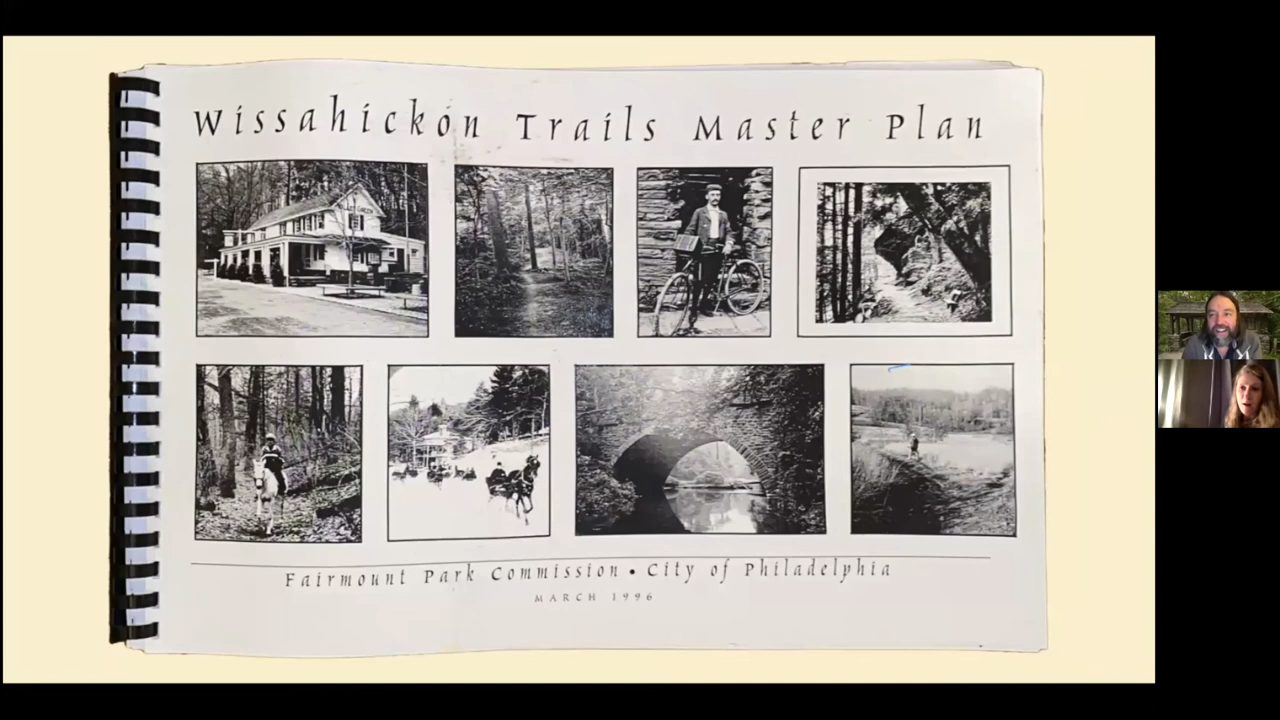 Wissahickon Trails Master Plan
Fairmount Park Commission • City of Philadelphia
MARCH 1996